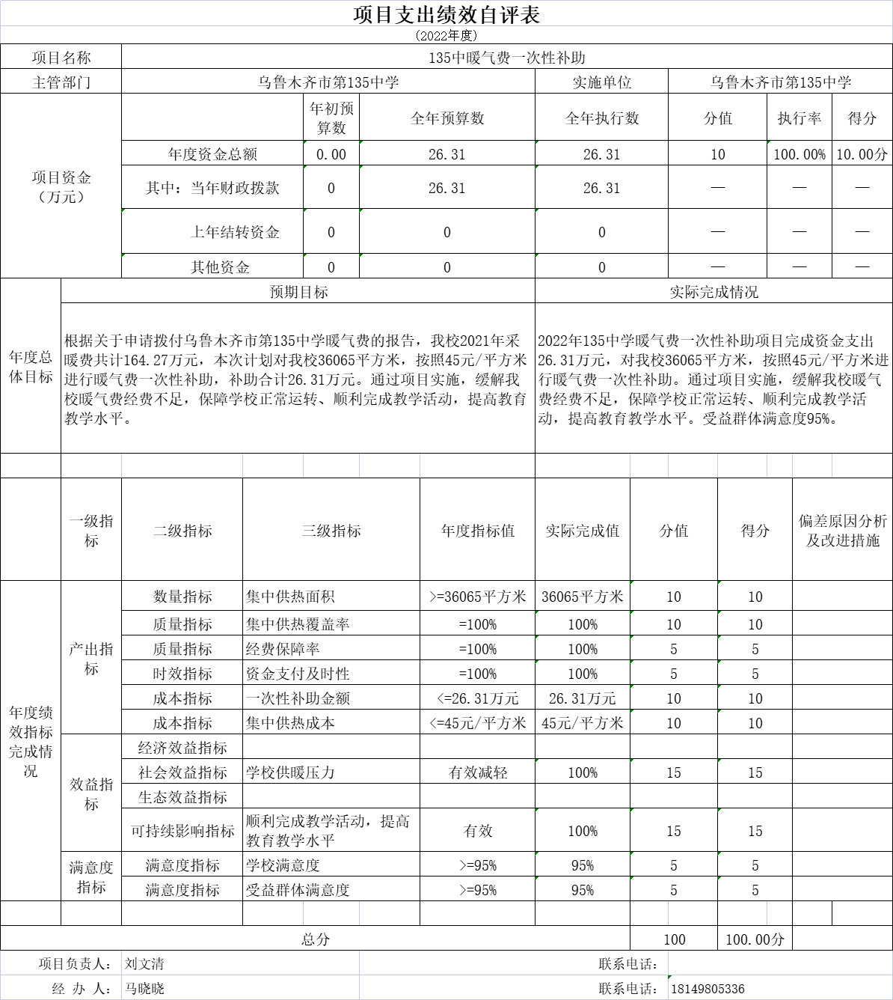 项目支出绩效自评表
(2022年度)
项目名称 135中暖气费一次性补助
主管部门 乌鲁木齐市第135中学 实施单位 乌鲁木齐市第135中学
项目资金
（万元）
年初预
算数 全年预算数 全年执行数 分值 执行率 得分
年度资金总额 0.00 26.31 26.31 10 100.00% 10.00分
其中：当年财政拨款 0 26.31 26.31 — — —
上年结转资金 0 0 0 — — —
其他资金 0 0 0 — — —
年度总
体目标
预期目标 实际完成情况
根据关于申请拨付乌鲁木齐市第135中学暖气费的报告，我校2021年采
暖费共计164.27万元，本次计划对我校36065平方米，按照45元/平方米
进行暖气费一次性补助，补助合计26.31万元。通过项目实施，缓解我
校暖气费经费不足，保障学校正常运转、顺利完成教学活动，提高教育
教学水平。
2022年135中学暖气费一次性补助项目完成资金支出
26.31万元，对我校36065平方米，按照45元/平方米进
行暖气费一次性补助。通过项目实施，缓解我校暖气
费经费不足，保障学校正常运转、顺利完成教学活
动，提高教育教学水平。受益群体满意度95%。
一级指
标 二级指标 三级指标 年度指标值 实际完成值 分值 得分 偏差原因分析
及改进措施
年度绩
效指标
完成情
况
产出指
标
数量指标 集中供热面积 >=36065平方米 36065平方米 10 10
质量指标 集中供热覆盖率 =100% 100% 10 10
质量指标 经费保障率 =100% 100% 5 5
时效指标 资金支付及时性 =100% 100% 5 5
成本指标 一次性补助金额 <=26.31万元 26.31万元 10 10
成本指标 集中供热成本 <=45元/平方米 45元/平方米 10 10
效益指
标
经济效益指标
社会效益指标 学校供暖压力 有效减轻 100% 15 15
生态效益指标
可持续影响指标 顺利完成教学活动，提高
教育教学水平 有效 100% 15 15
满意度
指标
满意度指标 学校满意度 >=95% 95% 5 5
满意度指标 受益群体满意度 >=95% 95% 5 5
总分 100 100.00分
项目负责人： 刘文清 联系电话：
经 办 人： 马晓晓 联系电话： 18149805336